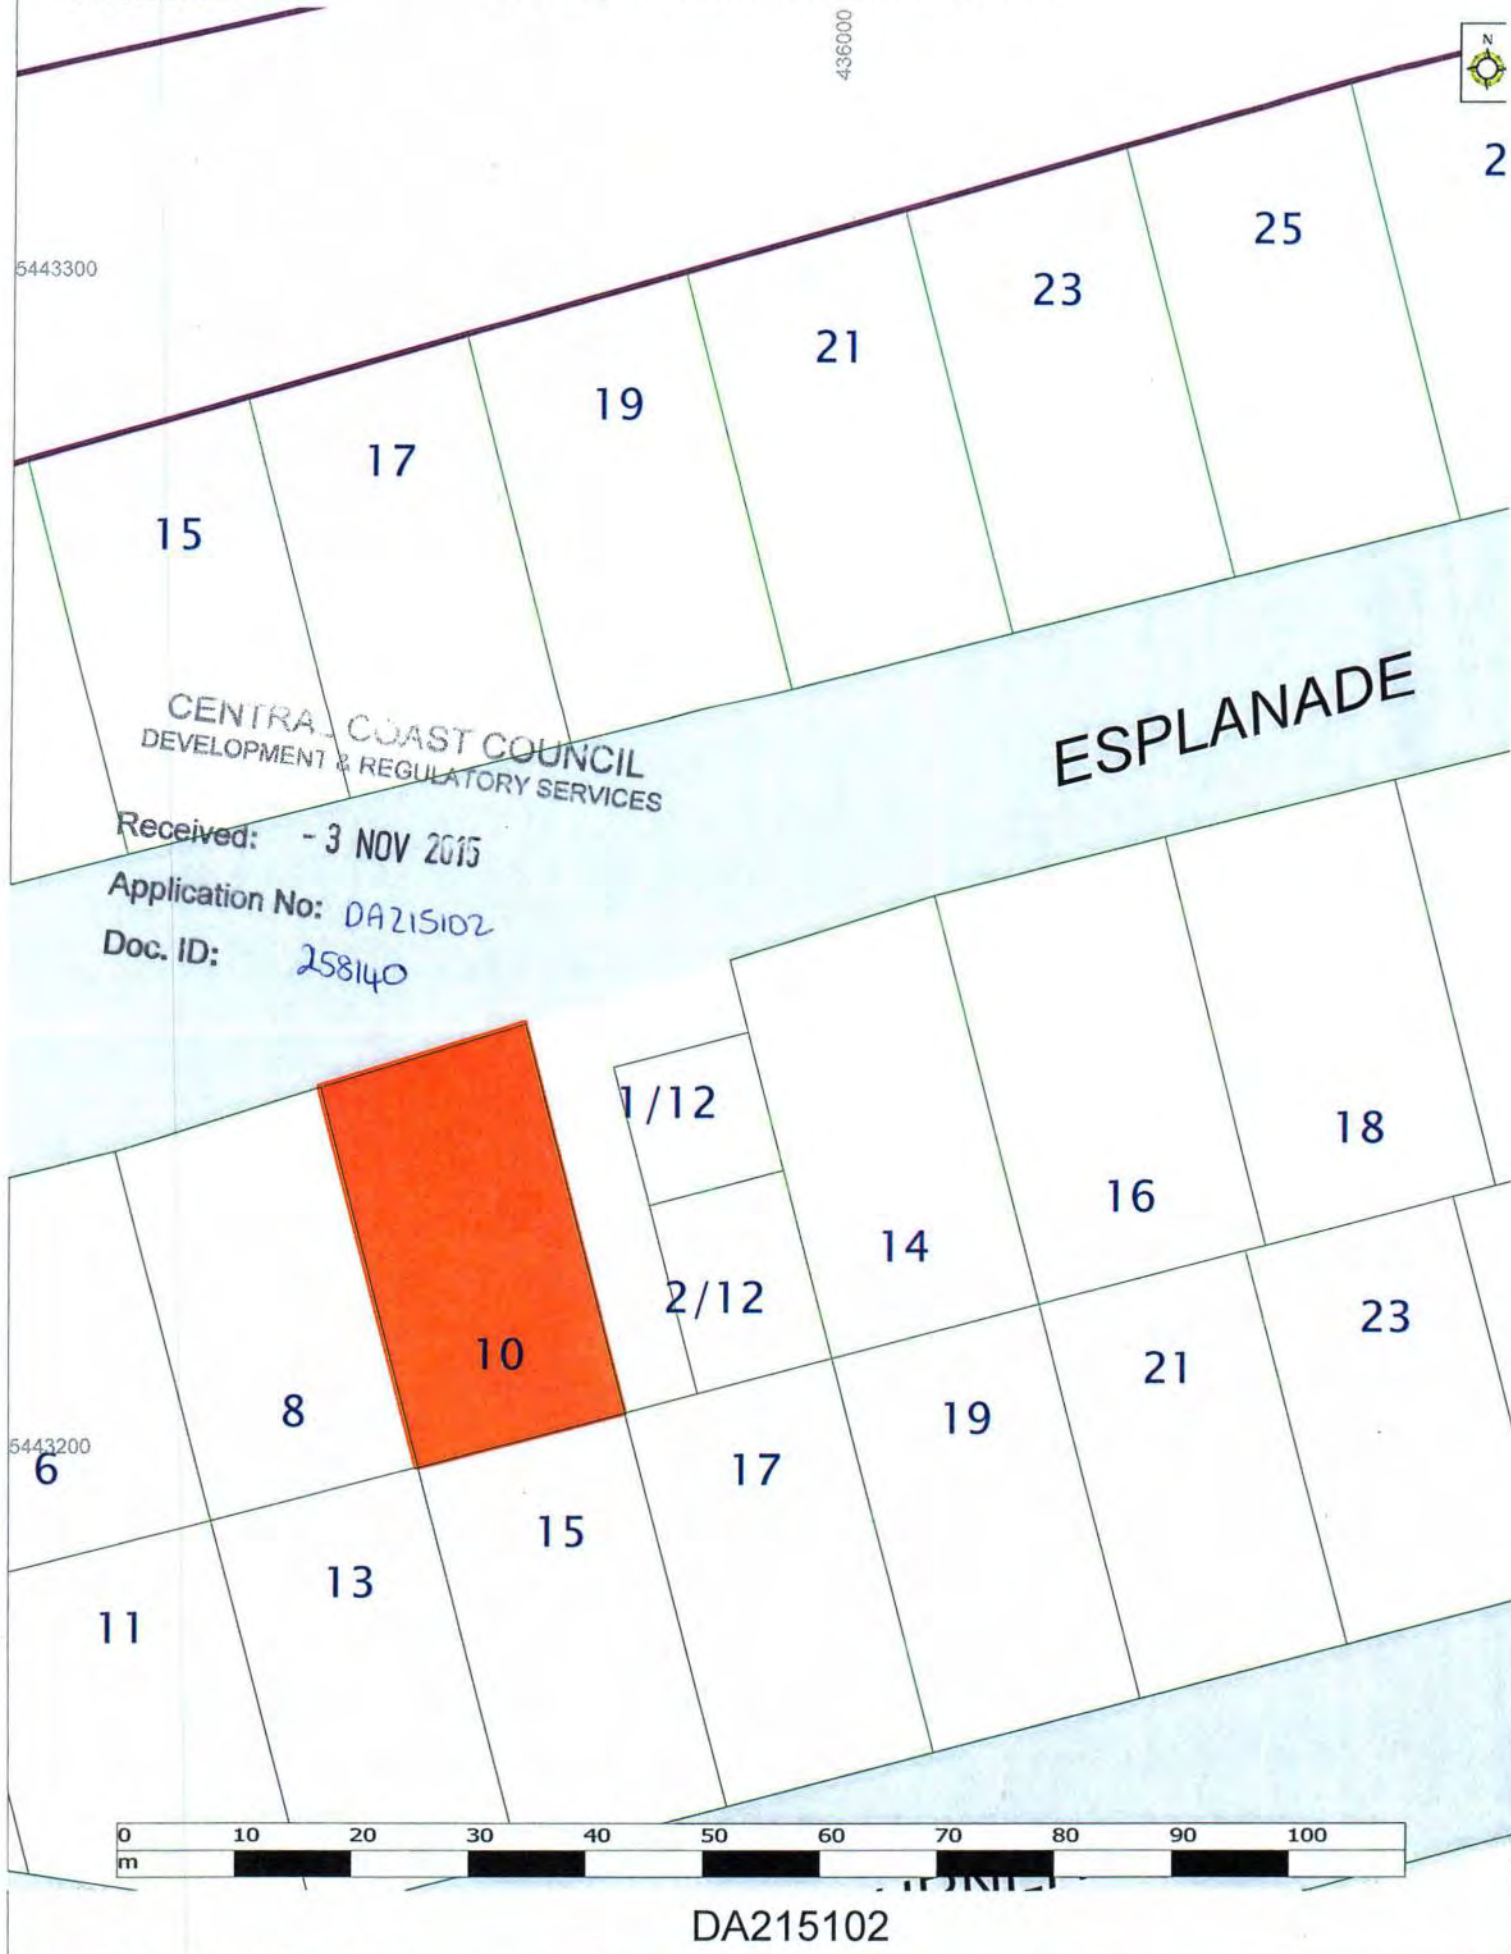 436000
N
2
25
5443300
23
21
19
17
15
ESPLANADE
CENTRAL COAST COUNCIL
DEVELOPMENT & REGULATORY SERVICES
Received: - 3 NOV 2015
Application No: DA215102
Doc. ID: 258140
1/12
18
16
14
2/12
10
8
5443200
6
23
21
19
17
15
13
11
0 10 20 30 40 50 60 70 80 90 100
m
DA215102